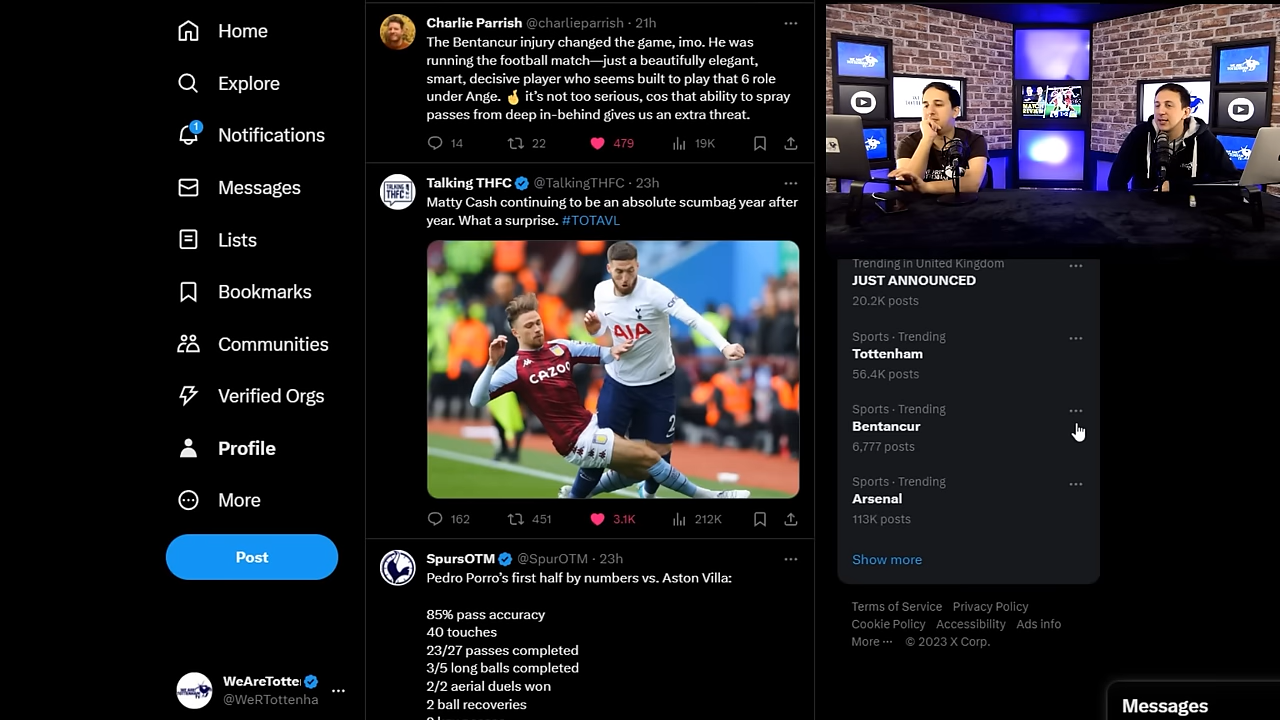 Home
Explore
1
Notifications
Messages
Lists
Bookmarks
Communities
Verified Orgs
Profile
More
Post
WeAreTotte
@WeRTottenha
Charlie Parrish @charlieparrish · 21h
The Bentancur injury changed the game, imo. He was
running the football match—just a beautifully elegant,
smart, decisive player who seems built to play that 6 role
under Ange. 🤞 it's not too serious, cos that ability to spray
passes from deep in-behind gives us an extra threat.
14 22 479 19K
TALKING THFC
Talking THFC @TalkingTHFC · 23h
Matty Cash continuing to be an absolute scumbag year after
year. What a surprise. #TOTAVL
AIA
CAZOO
2
162 451 3.1K 212K
SpursOTM @SpurOTM · 23h
Pedro Porro's first half by numbers vs. Aston Villa:
85% pass accuracy
40 touches
23/27 passes completed
3/5 long balls completed
2/2 aerial duels won
2 ball recoveries
Trending in United Kingdom
JUST ANNOUNCED
20.2K posts
Sports · Trending
Tottenham
56.4K posts
Sports · Trending
Bentancur
6,777 posts
Sports · Trending
Arsenal
113K posts
Show more
Terms of Service Privacy Policy
Cookie Policy Accessibility Ads info
More ··· © 2023 X Corp.
Messages